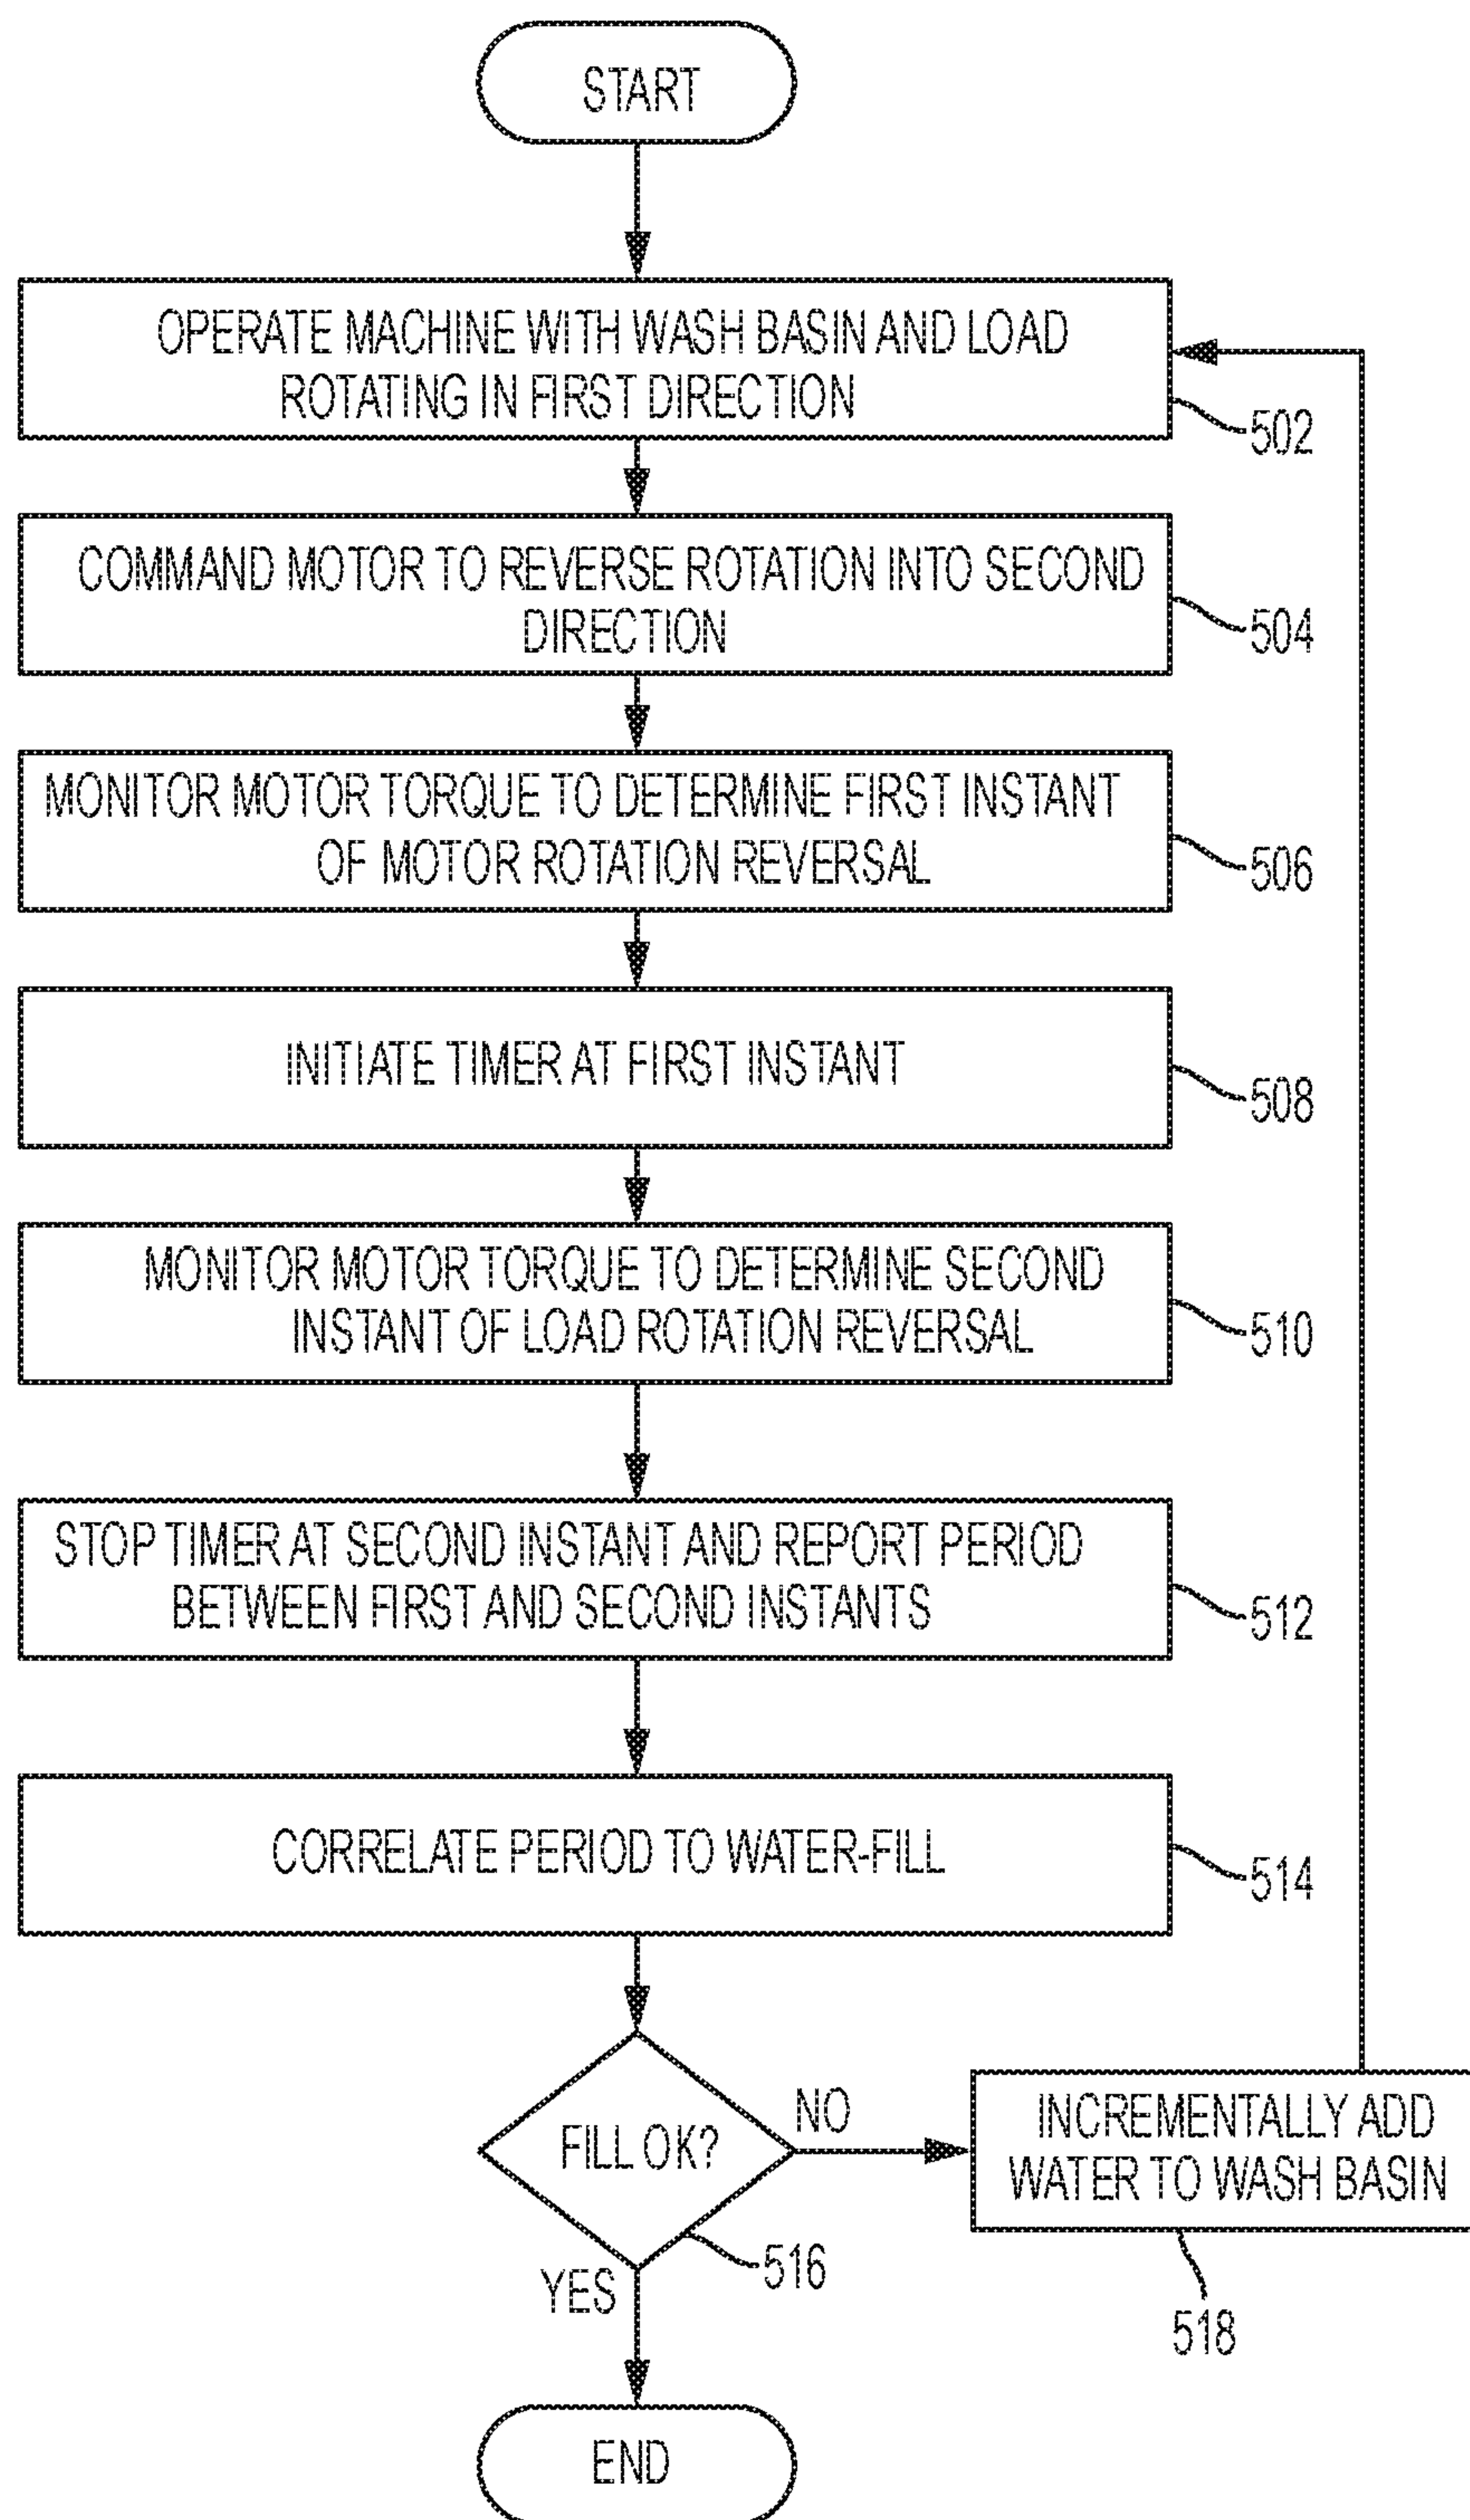 START
OPERATE MACHINE WITH WASH BASIN AND LOAD
ROTATING IN FIRST DIRECTION
502
COMMAND MOTOR TO REVERSE ROTATION INTO SECOND
DIRECTION
504
MONITOR MOTOR TORQUE TO DETERMINE FIRST INSTANT
OF MOTOR ROTATION REVERSAL
506
INITIATE TIMER AT FIRST INSTANT
508
MONITOR MOTOR TORQUE TO DETERMINE SECOND
INSTANT OF LOAD ROTATION REVERSAL
510
STOP TIMER AT SECOND INSTANT AND REPORT PERIOD
BETWEEN FIRST AND SECOND INSTANTS
512
CORRELATE PERIOD TO WATER-FILL
514
FILL OK?
NO
516
YES
INCREMENTALLY ADD
WATER TO WASH BASIN
518
END